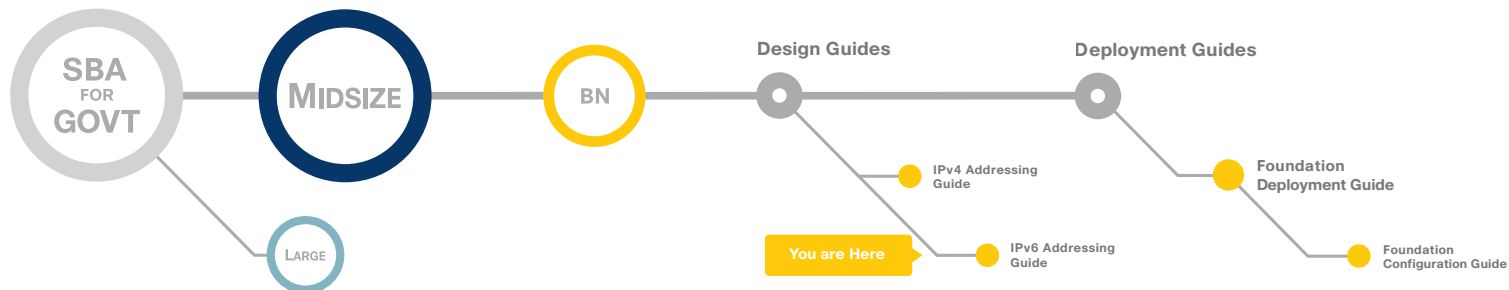 SBA
FOR
GOVT
MIDSIZE
LARGE
BN
Design Guides
IPv4 Addressing
Guide
You are Here
IPv6 Addressing
Guide
Deployment Guides
Foundation
Deployment Guide
Foundation
Configuration Guide